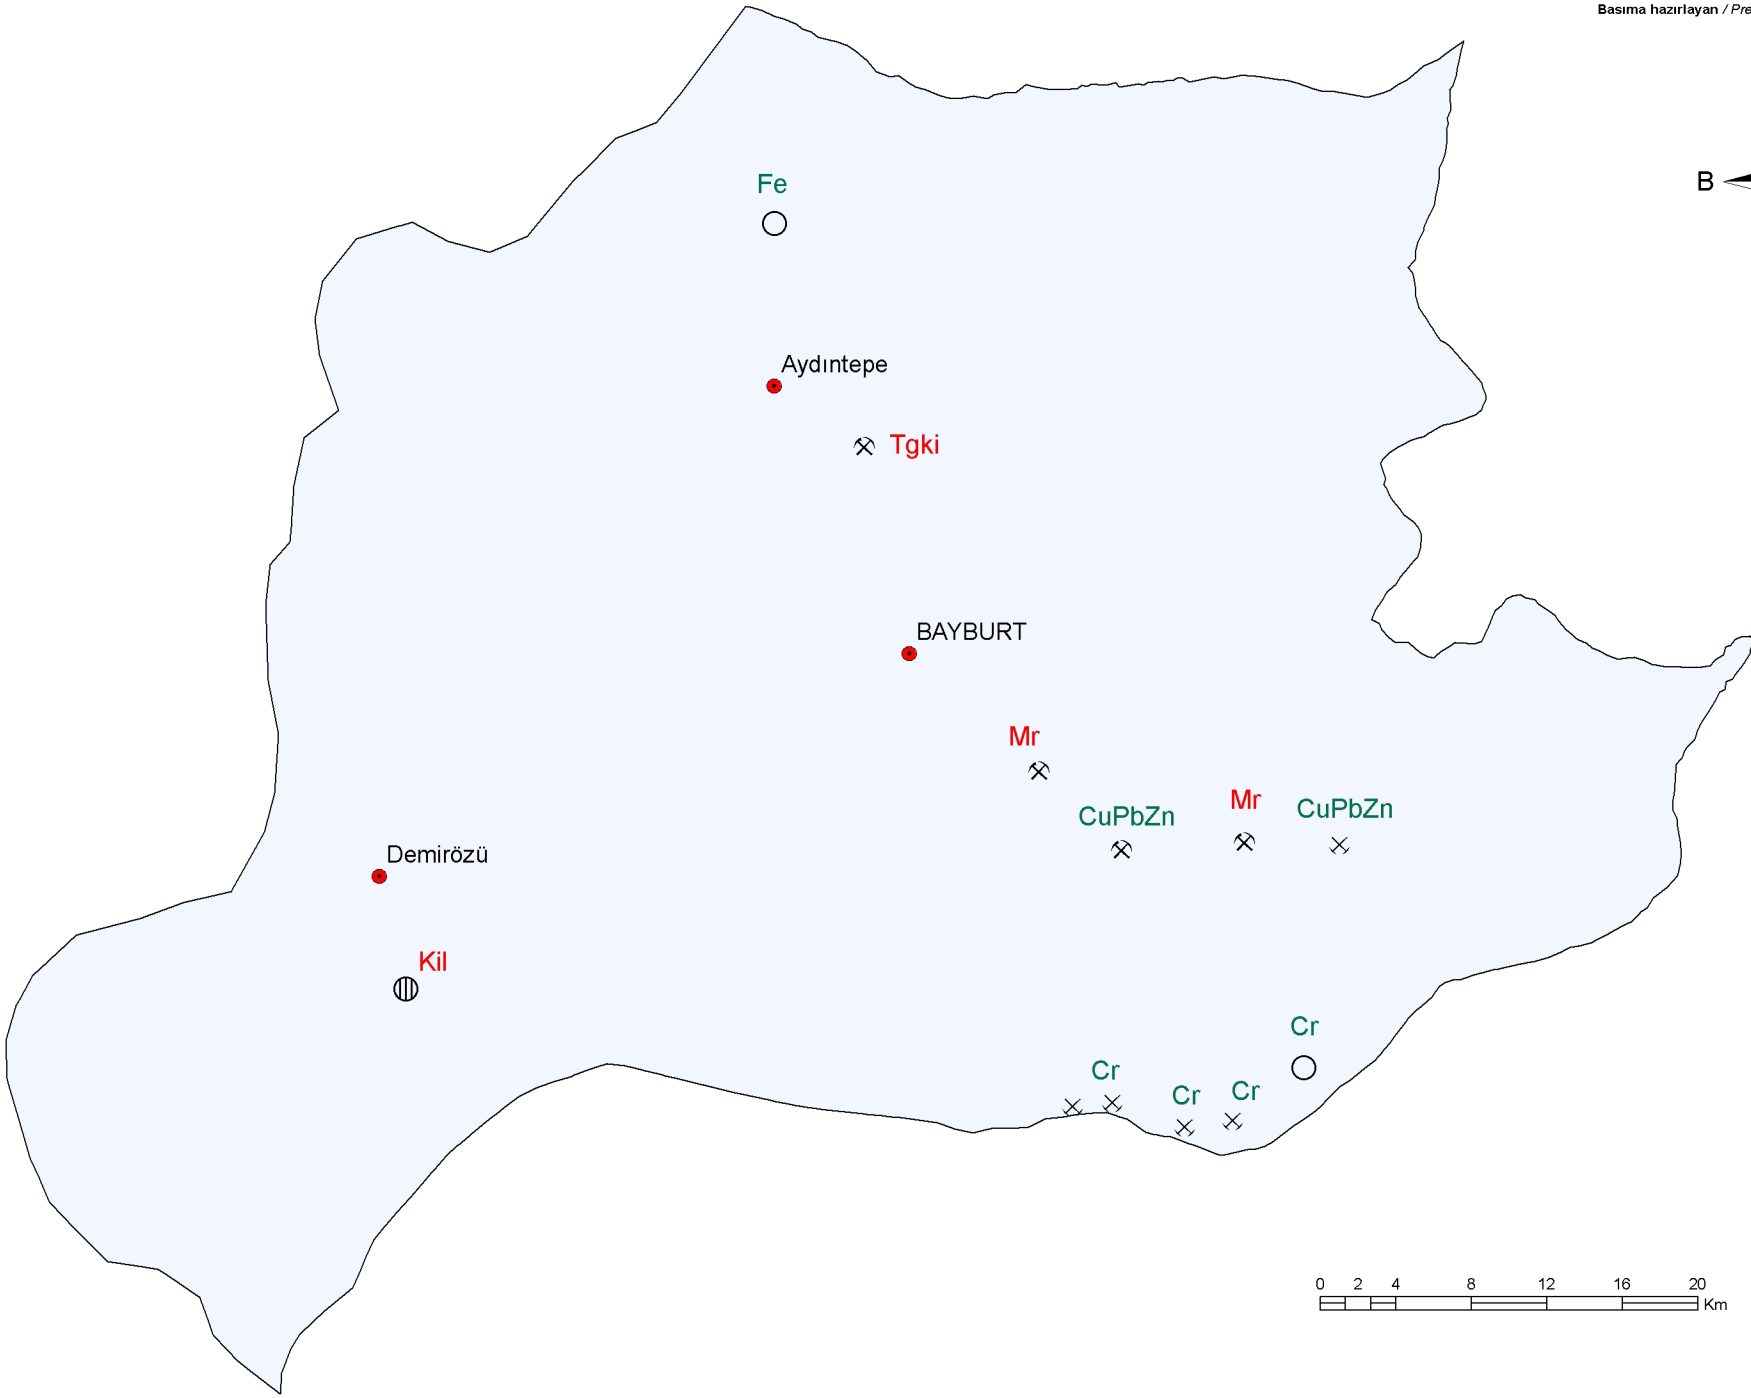 Basıma hazırlayan / Pre
Fe
B
Aydıntepe
Tgki
BAYBURT
Mr
Mr
CuPbZn
CuPbZn
Demirözü
Kil
Cr
Cr
Cr
Cr
0 2 4 8 12 16 20
Km